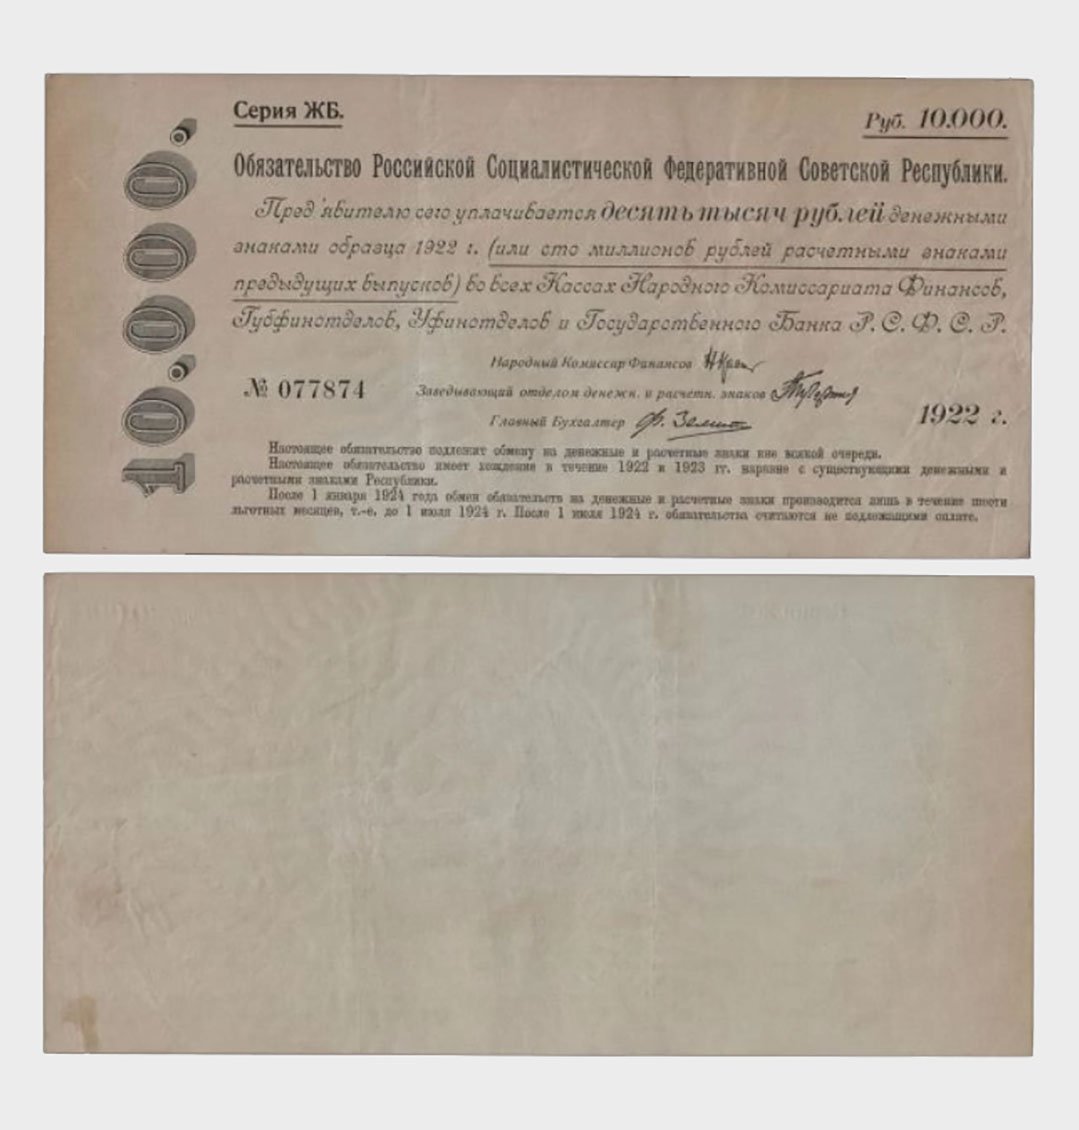 Серия ЖБ.
Руб. 10.000.
Обязательство Российской Социалистической Федеративной Советской Республики.
Пред'явителю сего уплачивается десять тысяч рублей денежными
знаками образца 1922 г. (или сто миллионов рублей расчетными знаками
предыдущих выпусков) во всех Кассах Народного Комиссариата Финансов,
Губфинотделов, Уфинотделов и Государственного Банка Р. С. Ф. С. Р.
Народный Комиссар Финансов
№ 077874
Заведывающий отделом денежн. и расчетн. знаков
Главный Бухгалтер
1922 г.
Настоящее обязательство подлежит обмену на денежные и расчетные знаки вне всякой очереди.
Настоящее обязательство имеет хождение в течение 1922 и 1923 гг. наравне с существующими денежными и
расчетными знаками Республики.
После 1 января 1924 года обмен обязательств на денежные и расчетные знаки производится лишь в течение шести
льготных месяцев, т.-е. до 1 июля 1924 г. После 1 июля 1924 г. обязательства считаются не подлежащими оплате.
.10.000.